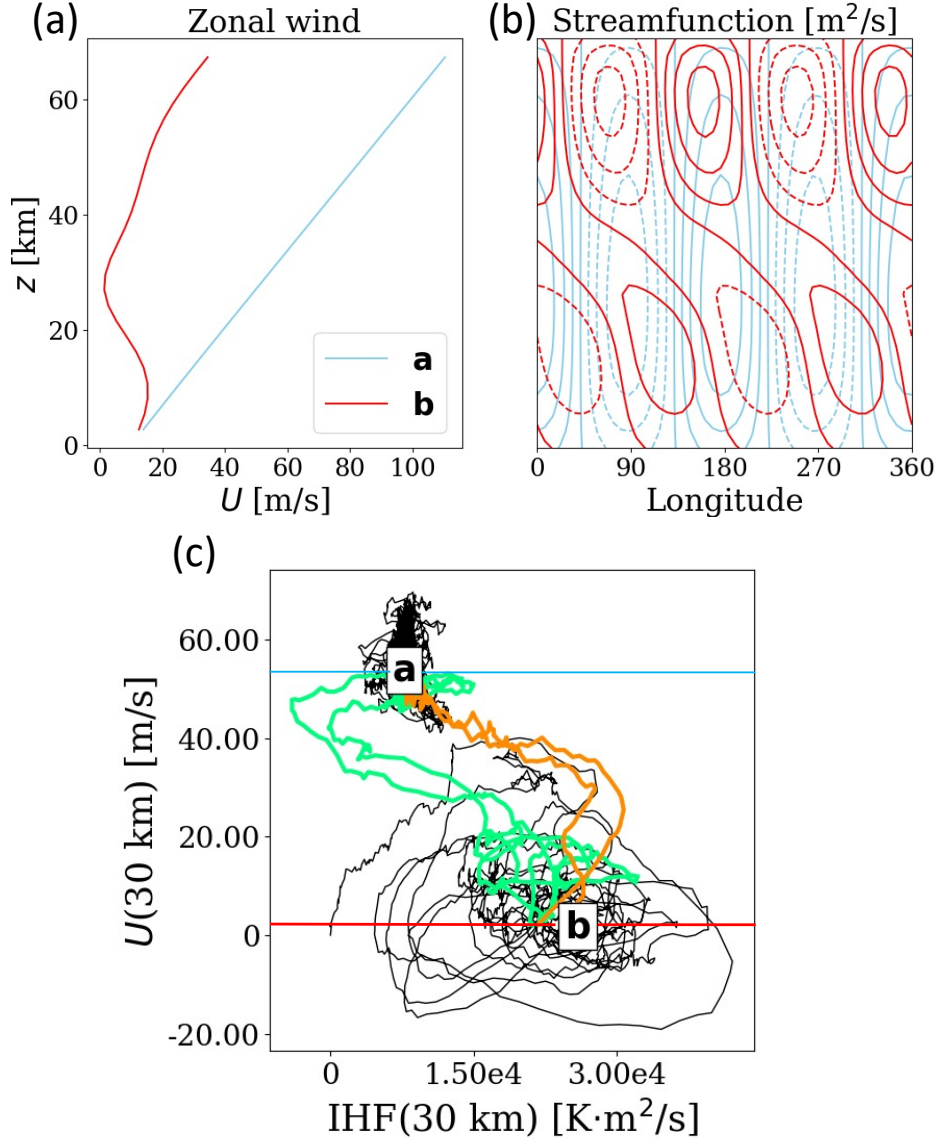 (a) Zonal wind
60
40
20
0
z [km]
0 20 40 60 80 100
U [m/s]
a
b
(b) Streamfunction [m²/s]
0 90 180 270 360
Longitude
(c)
60.00
40.00
20.00
0
-20.00
U(30 km) [m/s]
a
b
0 1.50e4 3.00e4
IHF(30 km) [K·m²/s]